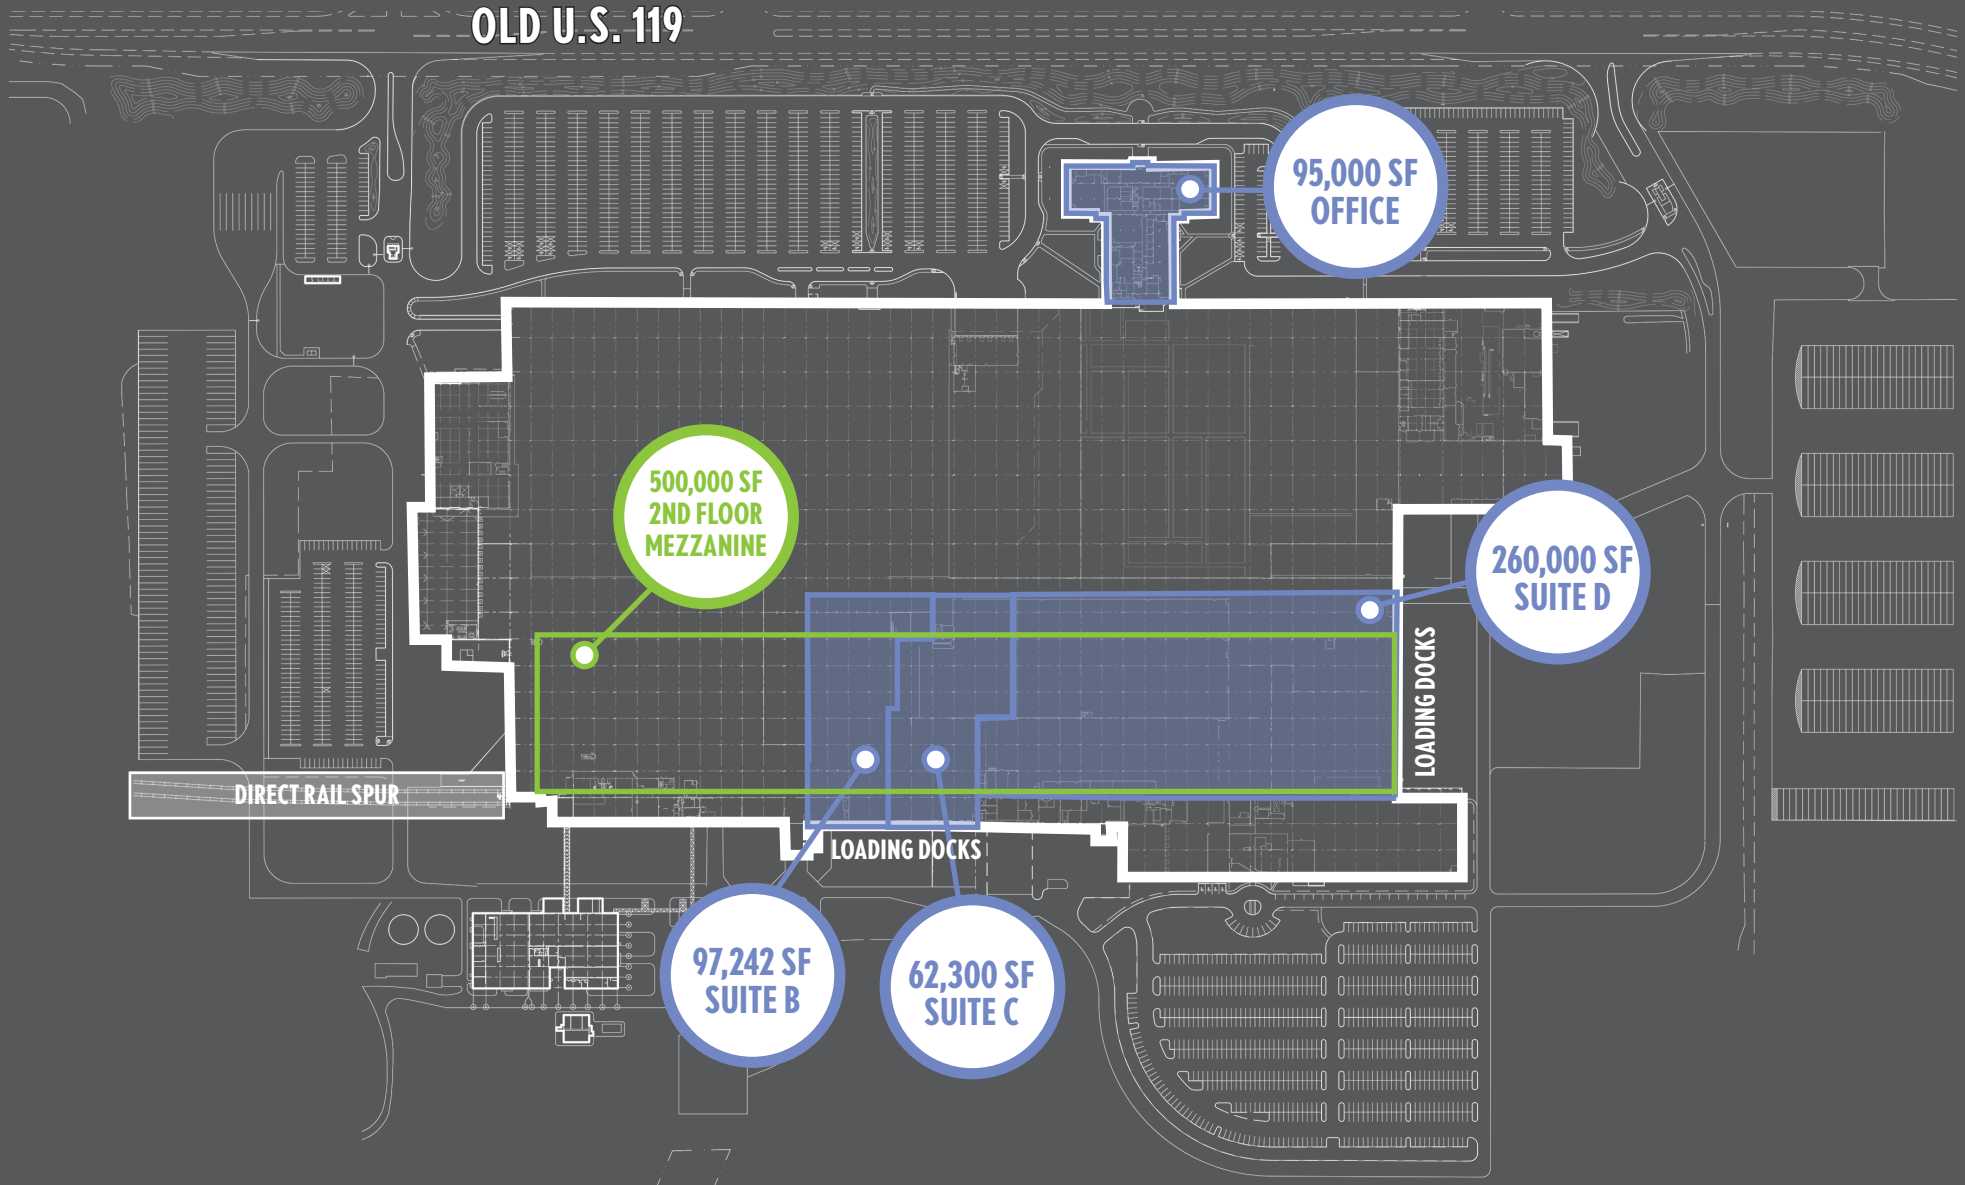 OLD U.S. 119
95,000 SF
OFFICE
500,000 SF
2ND FLOOR
MEZZANINE
260,000 SF
SUITE D
LOADING DOCKS
DIRECT RAIL SPUR
LOADING DOCKS
97,242 SF
SUITE B
62,300 SF
SUITE C